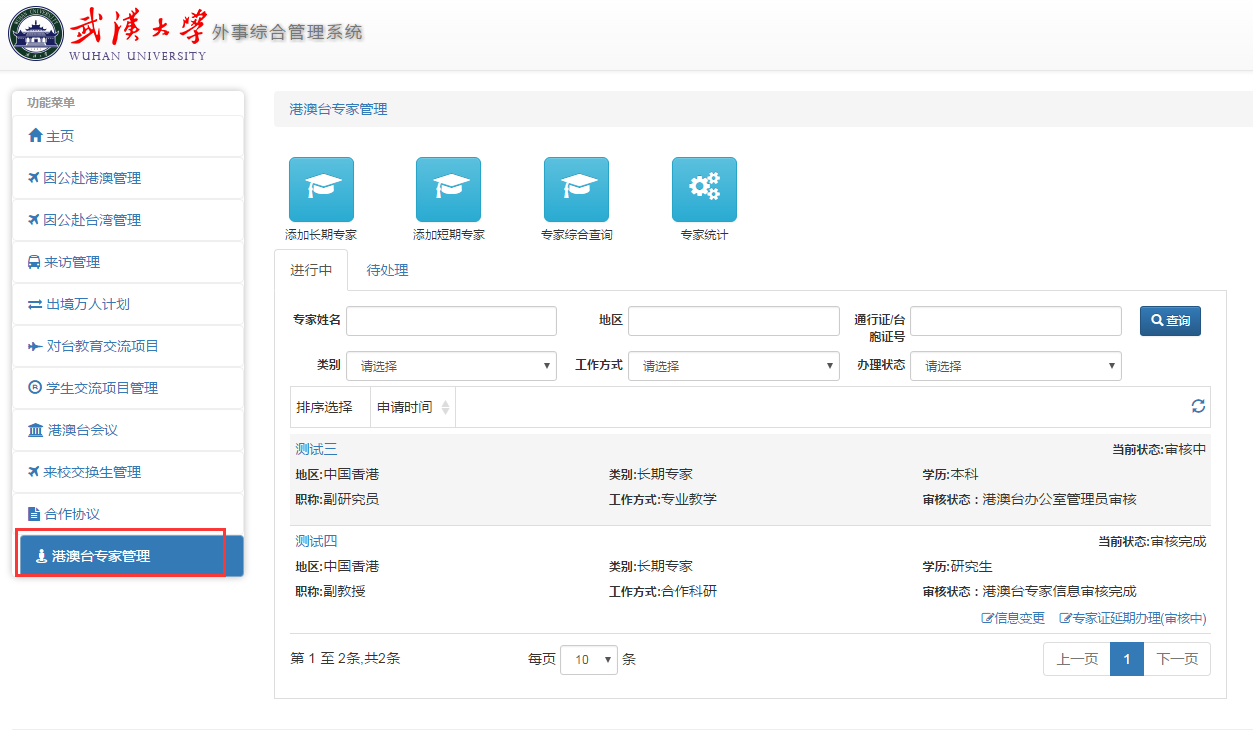 武漢大學
WUHAN UNIVERSITY
外事综合管理系统
功能菜单
主页
因公赴港澳管理
因公赴台湾管理
来访管理
出境万人计划
对台教育交流项目
学生交流项目管理
港澳台会议
来校交换生管理
合作协议
港澳台专家管理
港澳台专家管理
添加长期专家 添加短期专家 专家综合查询 专家统计
进行中 待处理
专家姓名 地区 通行证/台
胞证号 查询
类别 请选择 工作方式 请选择 办理状态 请选择
排序选择 申请时间
测试三 当前状态:审核中
地区:中国香港 类别:长期专家 学历:本科
职称:副研究员 工作方式:专业教学 审核状态：港澳台办公室管理员审核
测试四 当前状态:审核完成
地区:中国香港 类别:长期专家 学历:研究生
职称:副教授 工作方式:合作科研 审核状态：港澳台专家信息审核完成
信息变更 专家证延期办理(审核中)
第 1 至 2条,共2条 每页 10 条 上一页 1 下一页